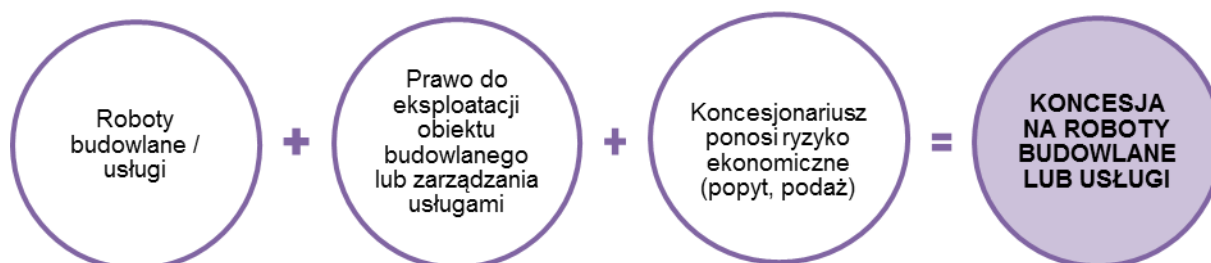 Roboty
budowlane /
usługi
+
Prawo do
eksploatacji
obiektu
budowlanego
lub zarządzania
usługami
+
Koncesjonariusz
ponosi ryzyko
ekonomiczne
(popyt, podaż)
=
KONCESJA
NA ROBOTY
BUDOWLANE
LUB USŁUGI